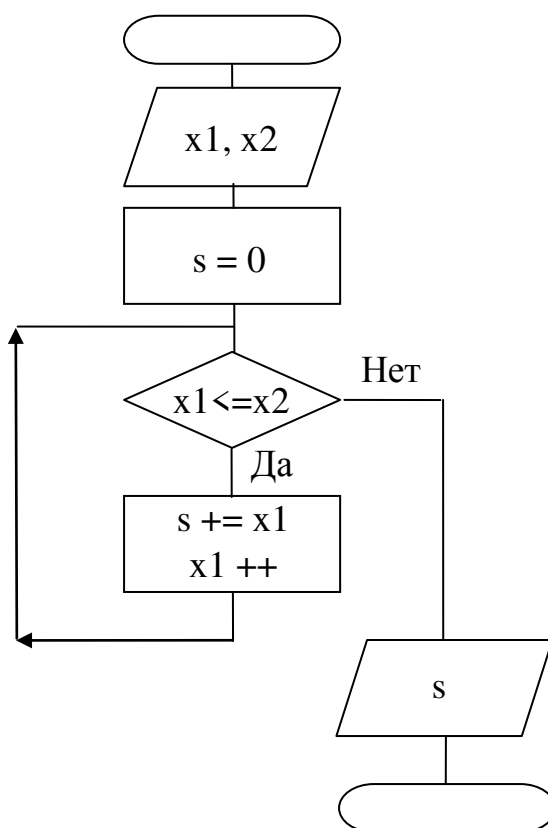 x1, x2
s = 0
x1<=x2
Нет
Да
s += x1
x1 ++
s